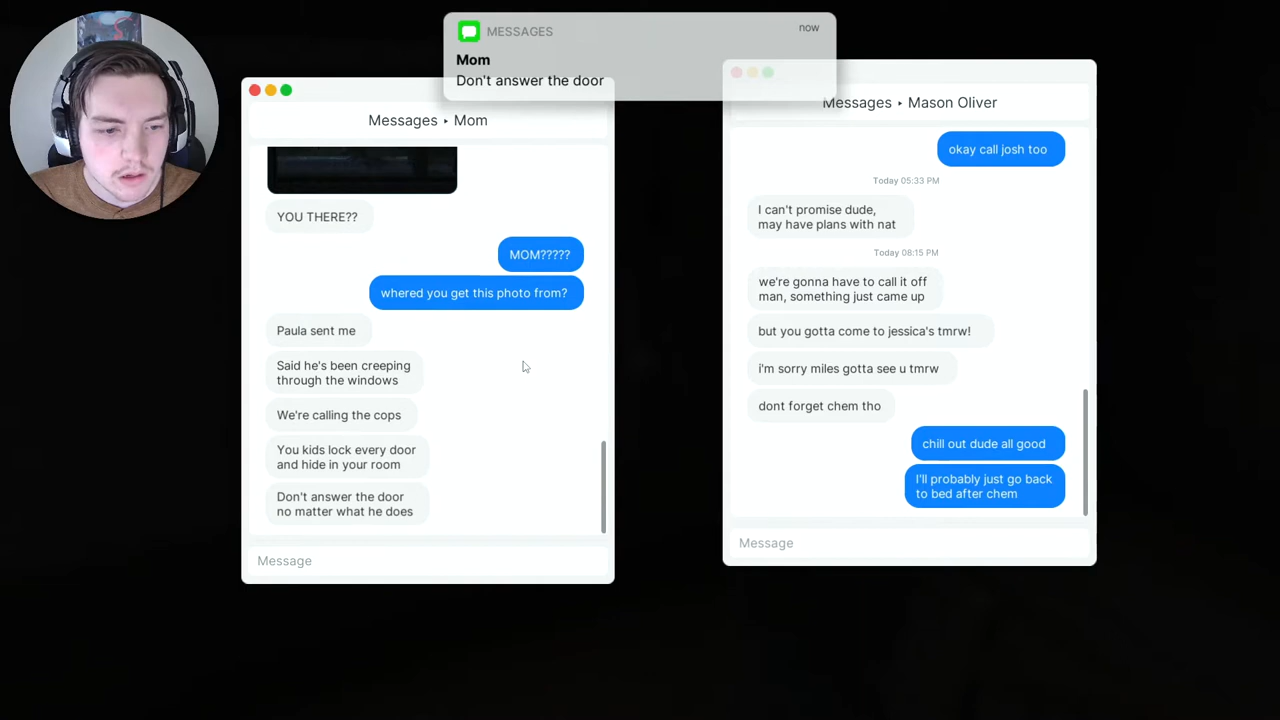 MESSAGES
now
Mom
Don't answer the door
Messages ▸ Mom
YOU THERE??
MOM?????
whered you get this photo from?
Paula sent me
Said he's been creeping
through the windows
We're calling the cops
You kids lock every door
and hide in your room
Don't answer the door
no matter what he does
Message
Messages ▸ Mason Oliver
okay call josh too
Today 05:33 PM
I can't promise dude,
may have plans with nat
Today 08:15 PM
we're gonna have to call it off
man, something just came up
but you gotta come to jessica's tmrw!
i'm sorry miles gotta see u tmrw
dont forget chem tho
chill out dude all good
I'll probably just go back
to bed after chem
Message